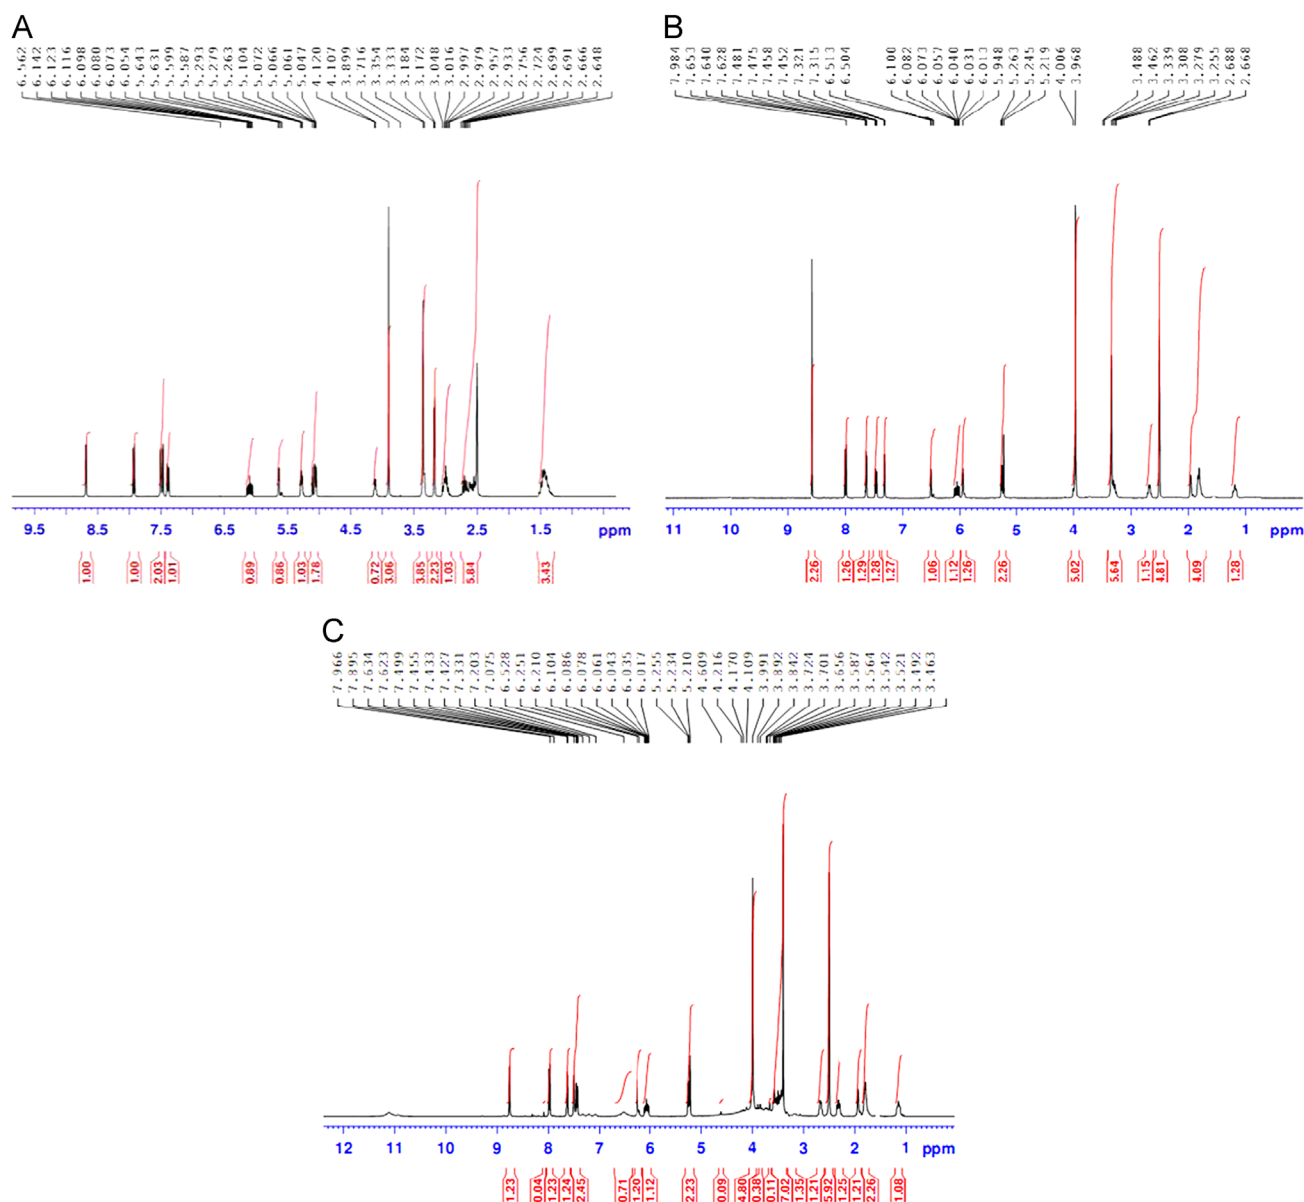 A
6.562 6.142 6.123 6.116 6.098 6.080 6.073 6.054 5.643 5.631 5.599 5.587 5.293 5.279 5.263 5.104 5.072 5.066 5.061 5.047 4.120 4.107 3.899 3.716 3.354 3.333 3.184 3.172 3.048 3.016 2.997 2.979 2.957 2.933 2.756 2.724 2.699 2.691 2.666 2.648
9.5 8.5 7.5 6.5 5.5 4.5 3.5 2.5 1.5 ppm
1.00 1.00 2.03 1.01 0.89 0.86 1.03 1.78 0.72 3.06 3.85 2.23 1.03 5.84 3.43
B
7.984 7.653 7.640 7.628 7.481 7.475 7.458 7.452 7.321 7.315 6.513 6.504 6.100 6.082 6.073 6.057 6.040 6.031 6.013 5.948 5.263 5.245 5.219 4.006 3.968 3.488 3.462 3.339 3.308 3.279 3.255 2.688 2.668
11 10 9 8 7 6 5 4 3 2 1 ppm
2.26 1.26 1.29 1.28 1.27 1.06 1.12 1.26 2.26 5.02 5.64 1.15 4.81 4.09 1.28
C
7.966 7.895 7.634 7.623 7.499 7.455 7.433 7.427 7.331 7.203 7.075 6.528 6.251 6.210 6.104 6.086 6.078 6.061 6.043 6.035 6.017 5.255 5.234 5.210 4.609 4.216 4.170 4.109 3.991 3.892 3.842 3.724 3.701 3.656 3.587 3.564 3.542 3.521 3.492 3.463
12 11 10 9 8 7 6 5 4 3 2 1 ppm
1.23 0.04 1.23 1.24 2.45 0.71 1.20 1.12 2.23 0.09 4.80 0.38 0.11 7.02 1.35 1.21 5.92 1.25 1.21 2.26 1.08